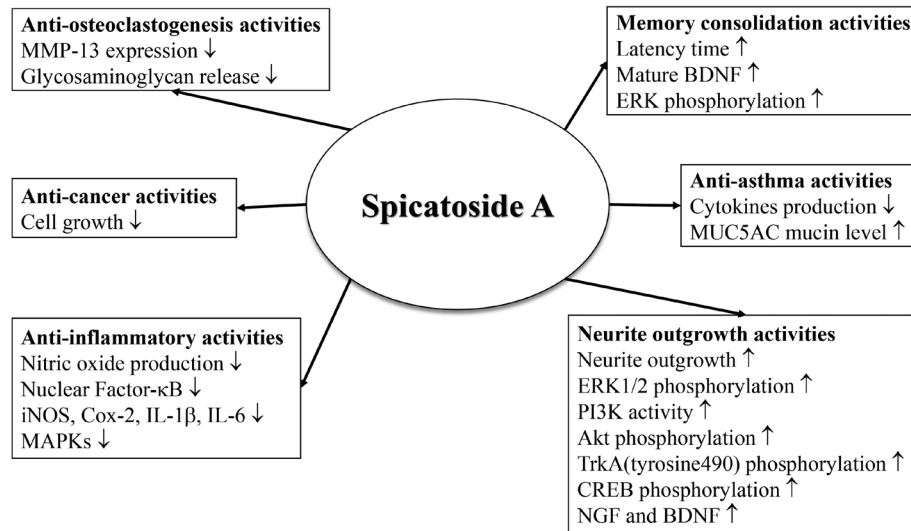 Anti-osteoclastogenesis activities
MMP-13 expression ↓
Glycosaminoglycan release ↓
Memory consolidation activities
Latency time ↑
Mature BDNF ↑
ERK phosphorylation ↑
Anti-cancer activities
Cell growth ↓
Spicatoside A
Anti-asthma activities
Cytokines production ↓
MUC5AC mucin level ↑
Anti-inflammatory activities
Nitric oxide production ↓
Nuclear Factor-κB ↓
iNOS, Cox-2, IL-1β, IL-6 ↓
MAPKs ↓
Neurite outgrowth activities
Neurite outgrowth ↑
ERK1/2 phosphorylation ↑
PI3K activity ↑
Akt phosphorylation ↑
TrkA(tyrosine490) phosphorylation ↑
CREB phosphorylation ↑
NGF and BDNF ↑